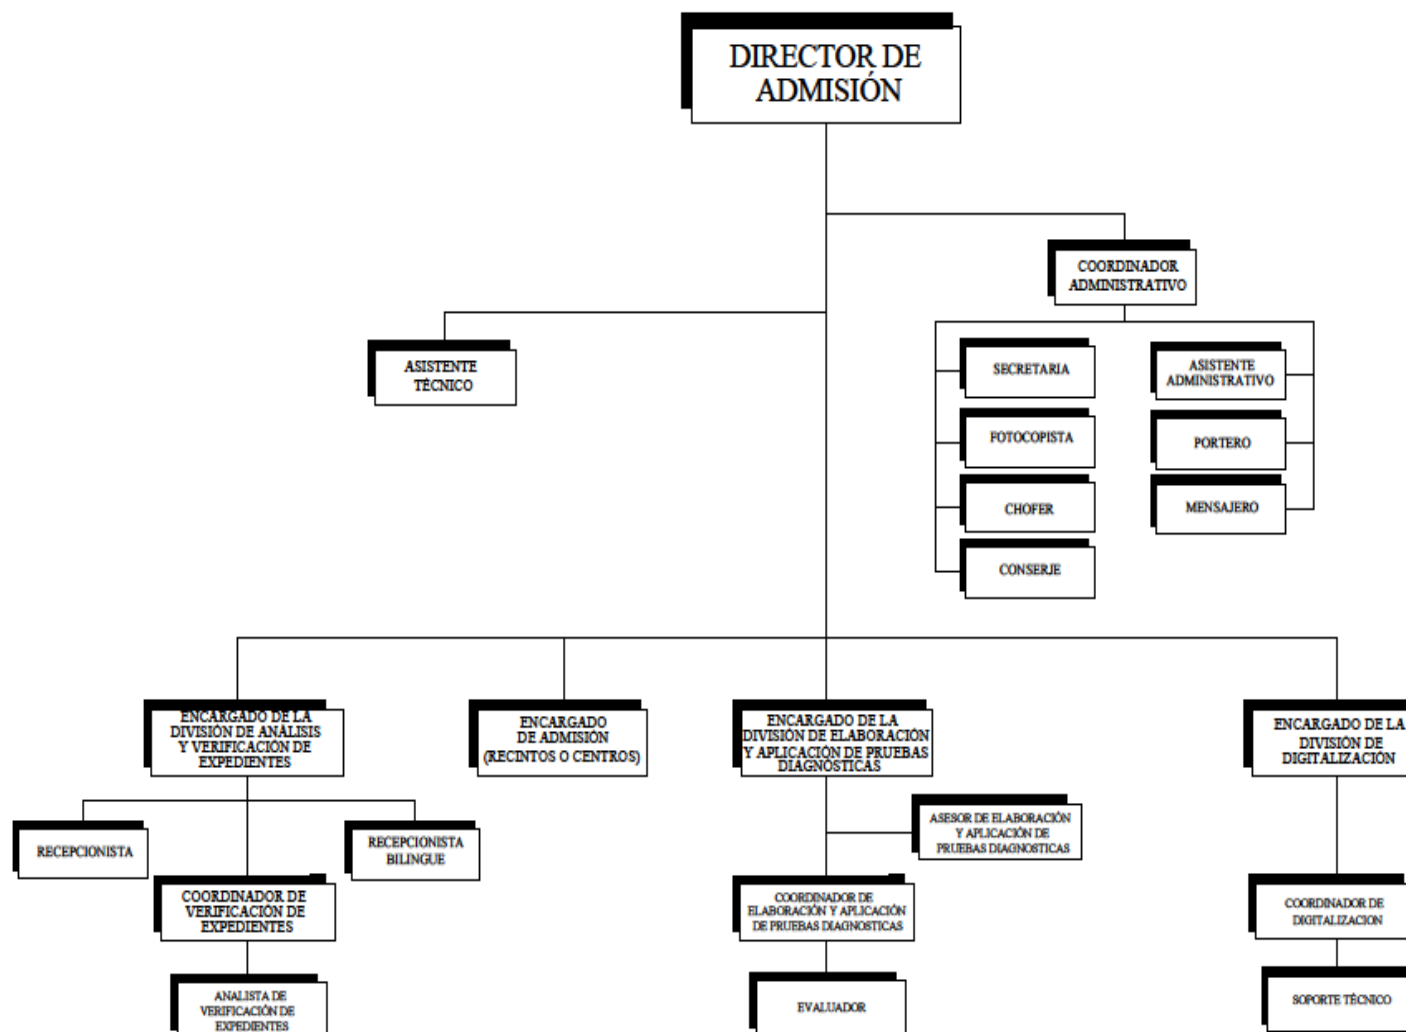 DIRECTOR DE
ADMISIÓN
COORDINADOR
ADMINISTRATIVO
ASISTENTE
TÉCNICO
SECRETARIA
ASISTENTE
ADMINISTRATIVO
FOTOCOPISTA
PORTERO
CHOFER
MENSAJERO
CONSERJE
ENCARGADO DE LA
DIVISIÓN DE ANÁLISIS
Y VERIFICACIÓN DE
EXPEDIENTES
ENCARGADO
DE ADMISIÓN
(RECINTOS O CENTROS)
ENCARGADO DE LA
DIVISIÓN DE ELABORACIÓN
Y APLICACIÓN DE PRUEBAS
DIAGNÓSTICAS
ENCARGADO DE LA
DIVISIÓN DE
DIGITALIZACIÓN
RECEPCIONISTA
RECEPCIONISTA
BILINGUE
ASESOR DE ELABORACIÓN
Y APLICACIÓN DE
PRUEBAS DIAGNOSTICAS
COORDINADOR DE
VERIFICACIÓN DE
EXPEDIENTES
COORDINADOR DE
ELABORACIÓN Y APLICACIÓN
DE PRUEBAS DIAGNOSTICAS
COORDINADOR DE
DIGITALIZACION
ANALISTA DE
VERIFICACIÓN DE
EXPEDIENTES
EVALUADOR
SOPORTE TÉCNICO